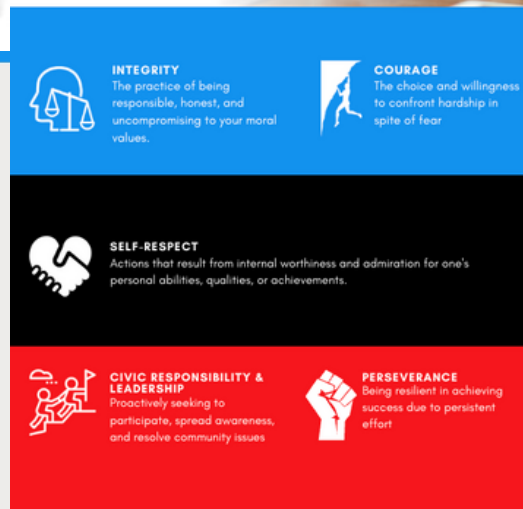 INTEGRITY
The practice of being
responsible, honest, and
uncompromising to your moral
values.
COURAGE
The choice and willingness
to confront hardship in
spite of fear
SELF-RESPECT
Actions that result from internal worthiness and admiration for one's
personal abilities, qualities, or achievements.
CIVIC RESPONSIBILITY &
LEADERSHIP
Proactively seeking to
participate, spread awareness,
and resolve community issues
PERSEVERANCE
Being resilient in achieving
success due to persistent
effort